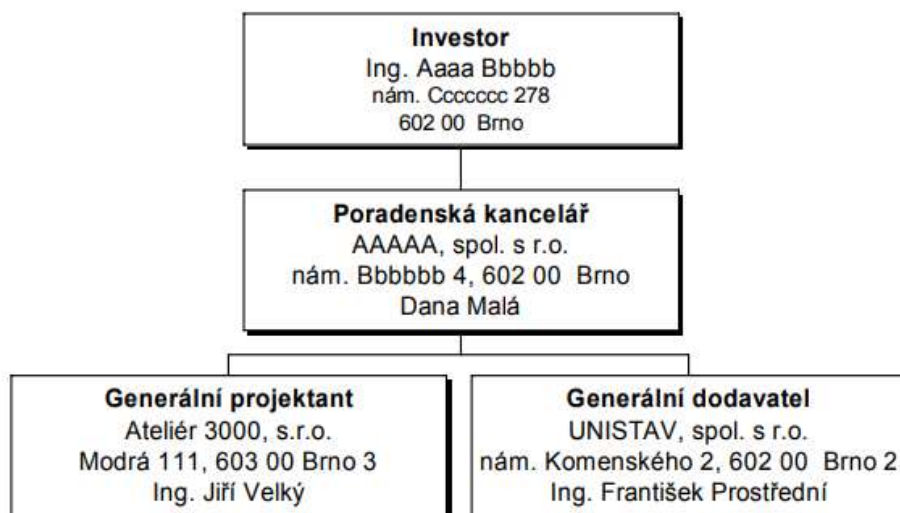 Investor
Ing. Aaaa Bbbbb
nám. Ccccccc 278
602 00 Brno
Poradenská kancelář
AAAAA, spol. s r.o.
nám. Bbbbbb 4, 602 00 Brno
Dana Malá
Generální projektant
Ateliér 3000, s.r.o.
Modrá 111, 603 00 Brno 3
Ing. Jiří Velký
Generální dodavatel
UNISTAV, spol. s r.o.
nám. Komenského 2, 602 00 Brno 2
Ing. František Prostřední